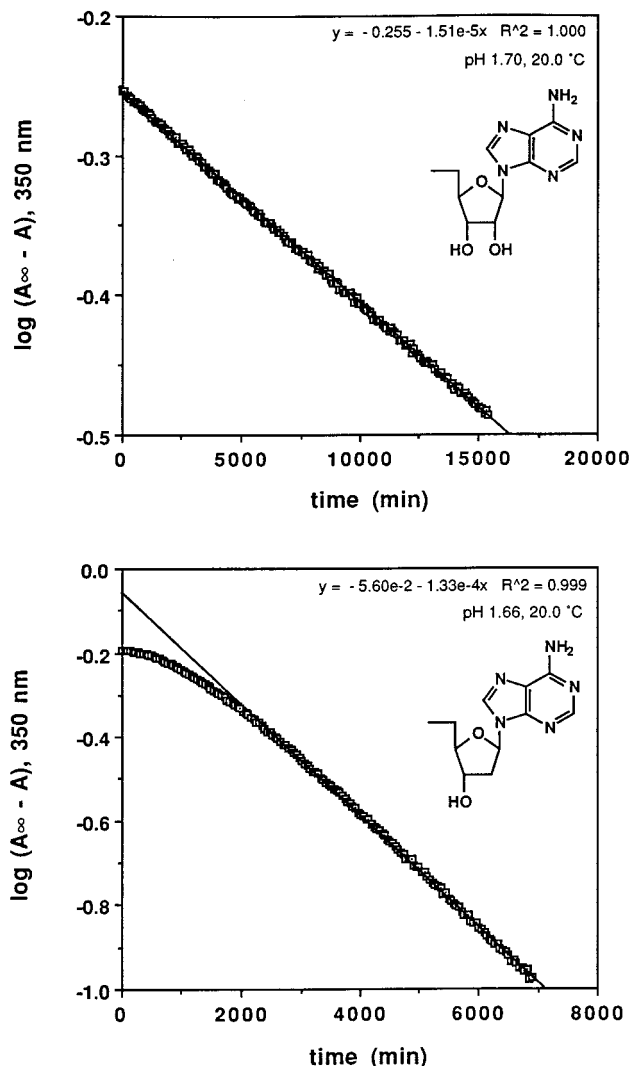 y = - 0.255 - 1.51e-5x R^2 = 1.000
pH 1.70, 20.0 ˚C
-0.2
-0.3
-0.4
-0.5
log (A∞ - A), 350 nm
NH2
N
N
N
N
O
HO
OH
0
5000
10000
15000
20000
time (min)
y = - 5.60e-2 - 1.33e-4x R^2 = 0.999
pH 1.66, 20.0 ˚C
0.0
-0.2
-0.4
-0.6
-0.8
-1.0
log (A∞ - A), 350 nm
NH2
N
N
N
N
O
HO
0
2000
4000
6000
8000
time (min)